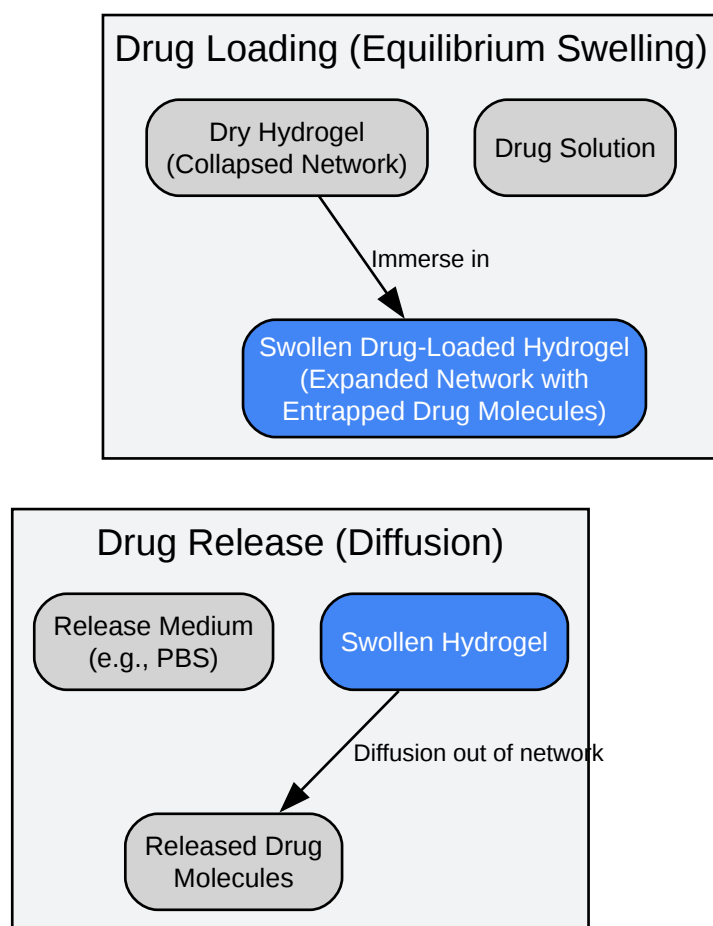 Drug Loading (Equilibrium Swelling)
Dry Hydrogel
(Collapsed Network)
Drug Solution
Immerse in
Swollen Drug-Loaded Hydrogel
(Expanded Network with
Entrapped Drug Molecules)
Drug Release (Diffusion)
Release Medium
(e.g., PBS)
Swollen Hydrogel
Diffusion out of network
Released Drug
Molecules